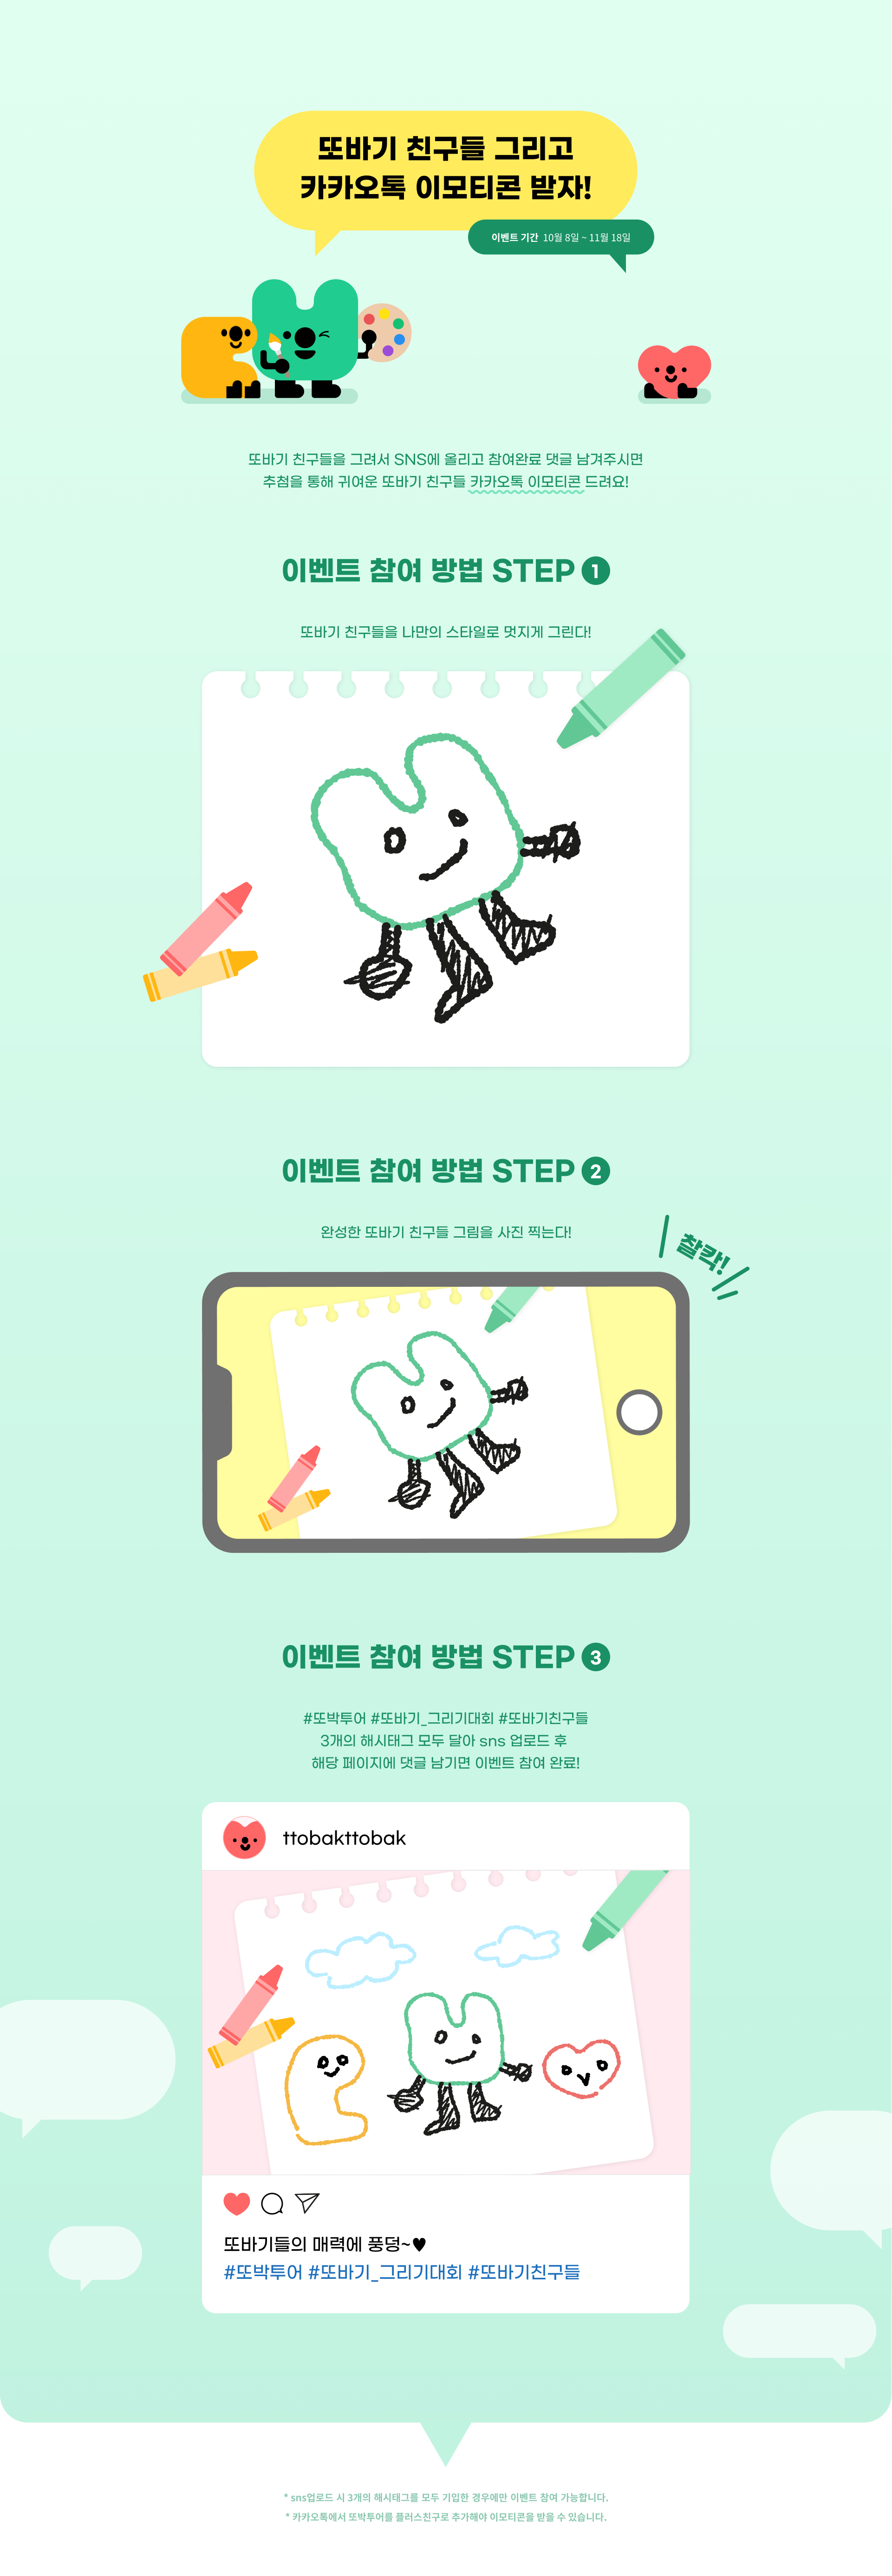 또바기 친구들 그리고
카카오톡 이모티콘 받자!
이벤트 기간 10월 8일 ~ 11월 18일
또바기 친구들을 그려서 SNS에 올리고 참여완료 댓글 남겨주시면
추첨을 통해 귀여운 또바기 친구들 카카오톡 이모티콘 드려요!
이벤트 참여 방법 STEP 1
또바기 친구들을 나만의 스타일로 멋지게 그린다!
이벤트 참여 방법 STEP 2
완성한 또바기 친구들 그림을 사진 찍는다!
찰칵!
이벤트 참여 방법 STEP 3
#또박투어 #또바기_그리기대회 #또바기친구들
3개의 해시태그 모두 달아 sns 업로드 후
해당 페이지에 댓글 남기면 이벤트 참여 완료!
ttobakttobak
또바기들의 매력에 풍덩~♥
#또박투어 #또바기_그리기대회 #또바기친구들
* sns업로드 시 3개의 해시태그를 모두 기입한 경우에만 이벤트 참여 가능합니다.
* 카카오톡에서 또박투어를 플러스친구로 추가해야 이모티콘을 받을 수 있습니다.